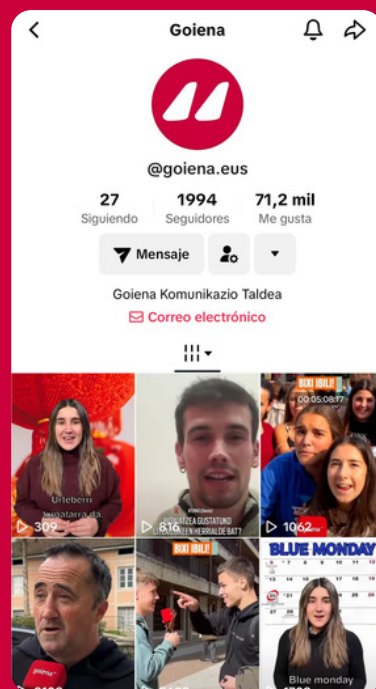 Goiena
@goiena.eus
27 1994 71,2 mil
Siguiendo Seguidores Me gusta
Mensaje
Goiena Komunikazio Taldea
Correo electrónico
Urteberri
309
816
BIXI IBILI!
00:05:08:17
1062
BIXI IBILI!
goiena
BLUE MONDAY
Blue monday